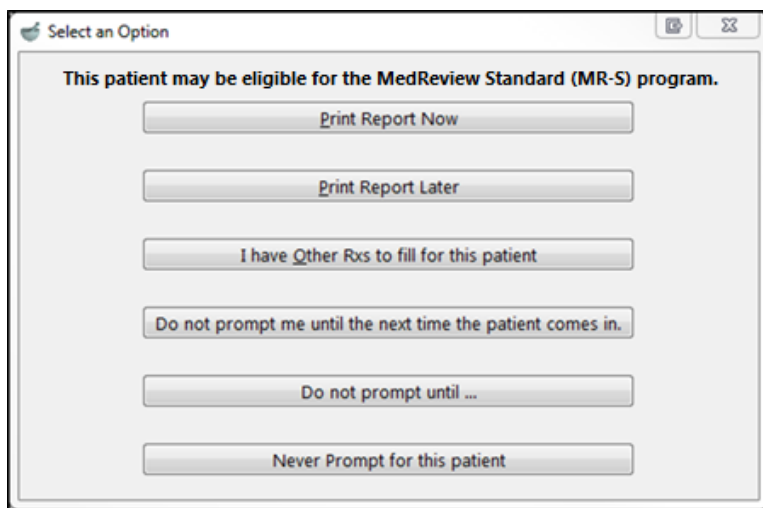 Select an Option
This patient may be eligible for the MedReview Standard (MR-S) program.
Print Report Now
Print Report Later
I have Other Rxs to fill for this patient
Do not prompt me until the next time the patient comes in.
Do not prompt until ...
Never Prompt for this patient